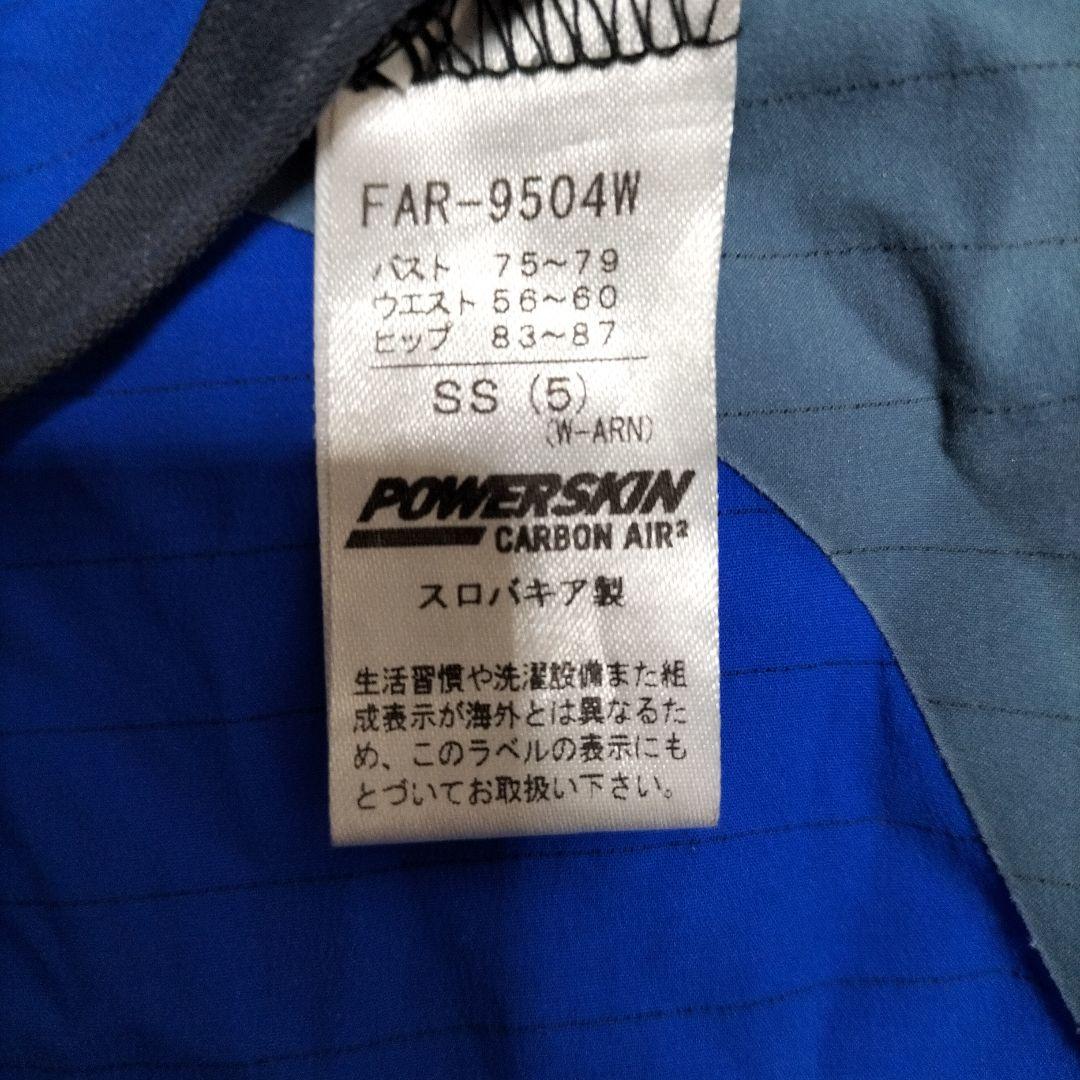 FAR-9504W
バスト 75～79
ウエスト 56～60
ヒップ 83～87
SS (5)
(W-ARN)
POWERSKIN
CARBON AIR²
スロバキア製
生活習慣や洗濯設備また組
成表示が海外とは異なるた
め、このラベルの表示にも
とづいてお取扱い下さい。